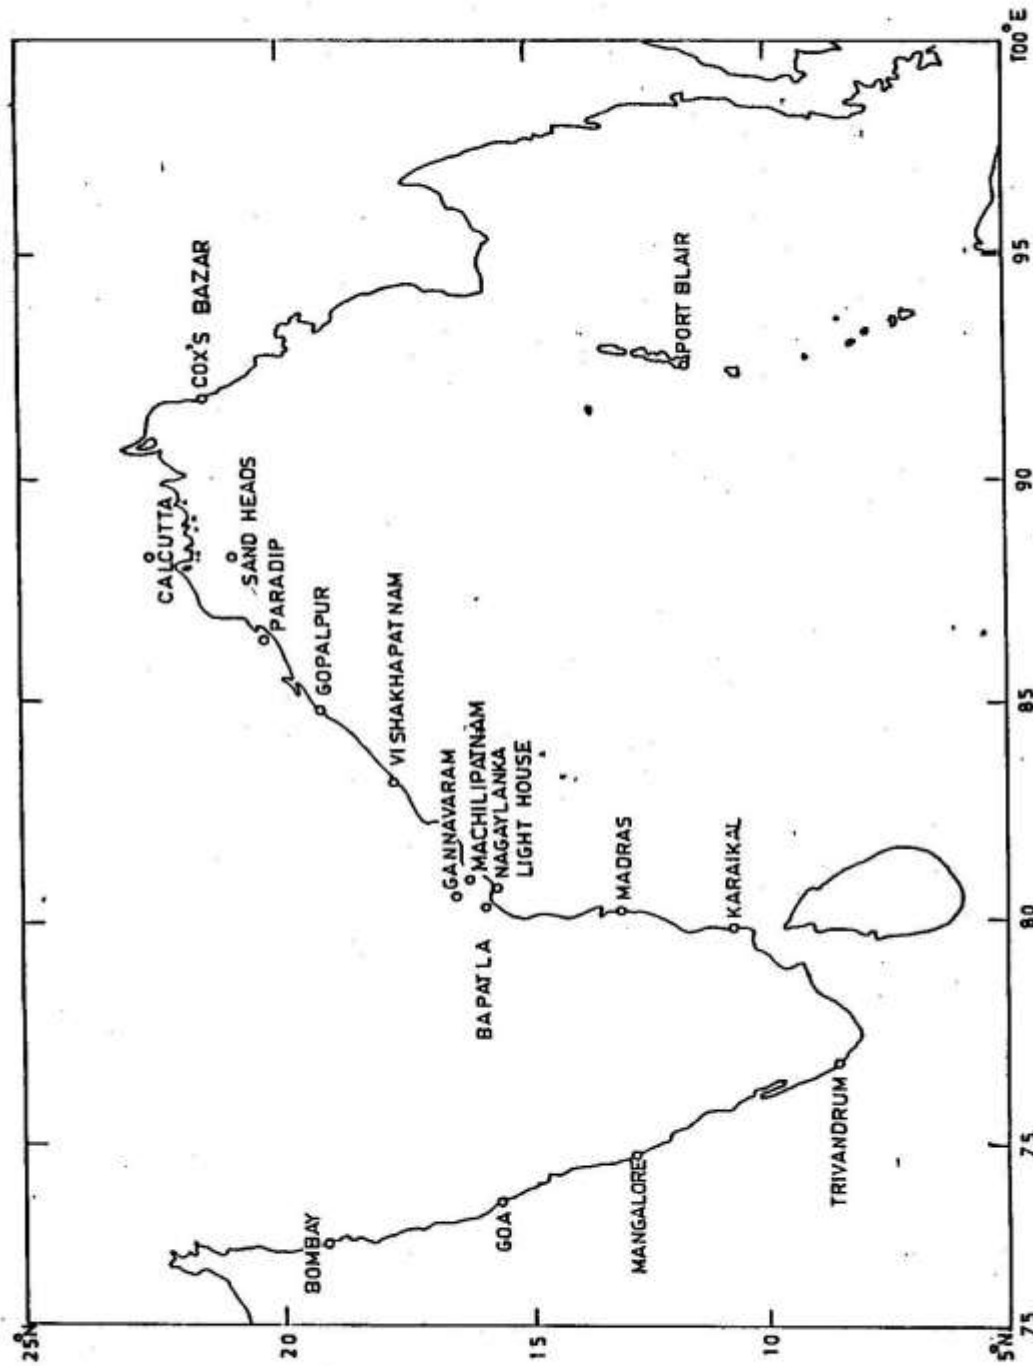 25°N
20
15
10
5°N
75
75
80
85
90
95
100°E
COX'S BAZAR
CALCUTTA
SAND HEADS
PARADIP
GOPALPUR
VISHAKHAPATNAM
GANNAVARAM
MACHILIPATNAM
NAGAYLANKA
LIGHT HOUSE
BAPATLA
MADRAS
KARAIKAL
PORT BLAIR
BOMBAY
GOA
MANGALORE
TRIVANDRUM